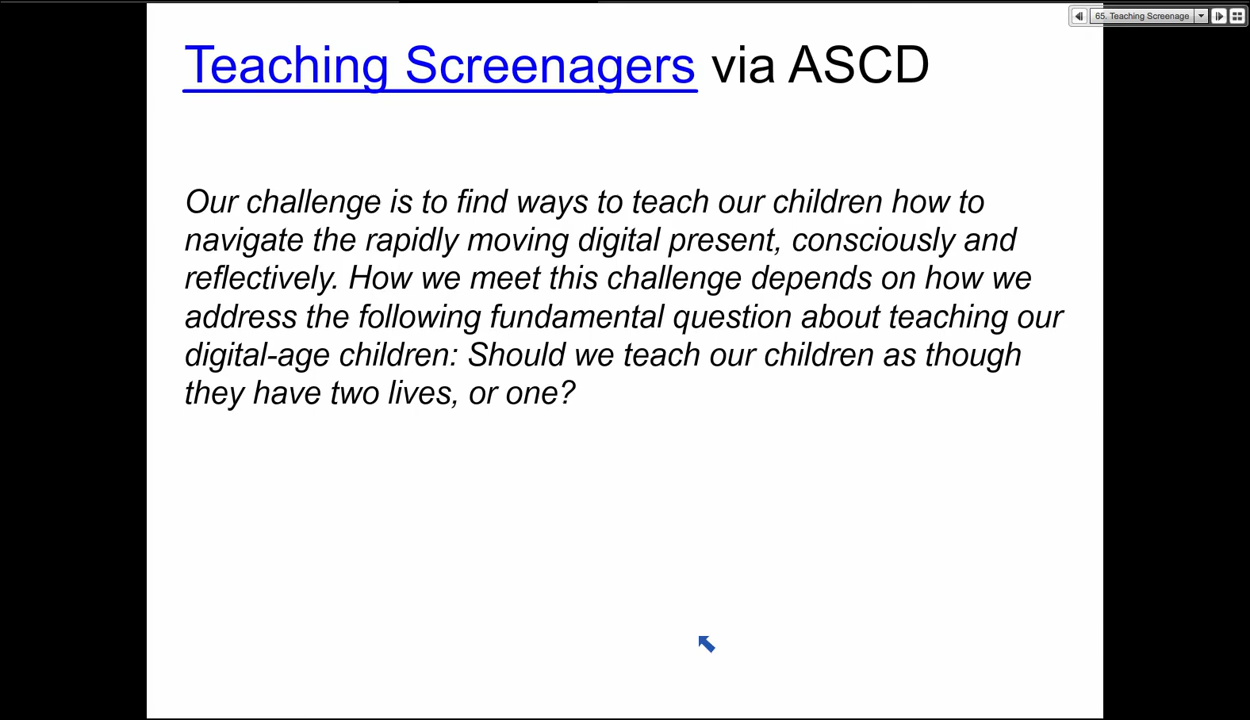 65. Teaching Screenage
Teaching Screenagers via ASCD
Our challenge is to find ways to teach our children how to
navigate the rapidly moving digital present, consciously and
reflectively. How we meet this challenge depends on how we
address the following fundamental question about teaching our
digital-age children: Should we teach our children as though
they have two lives, or one?